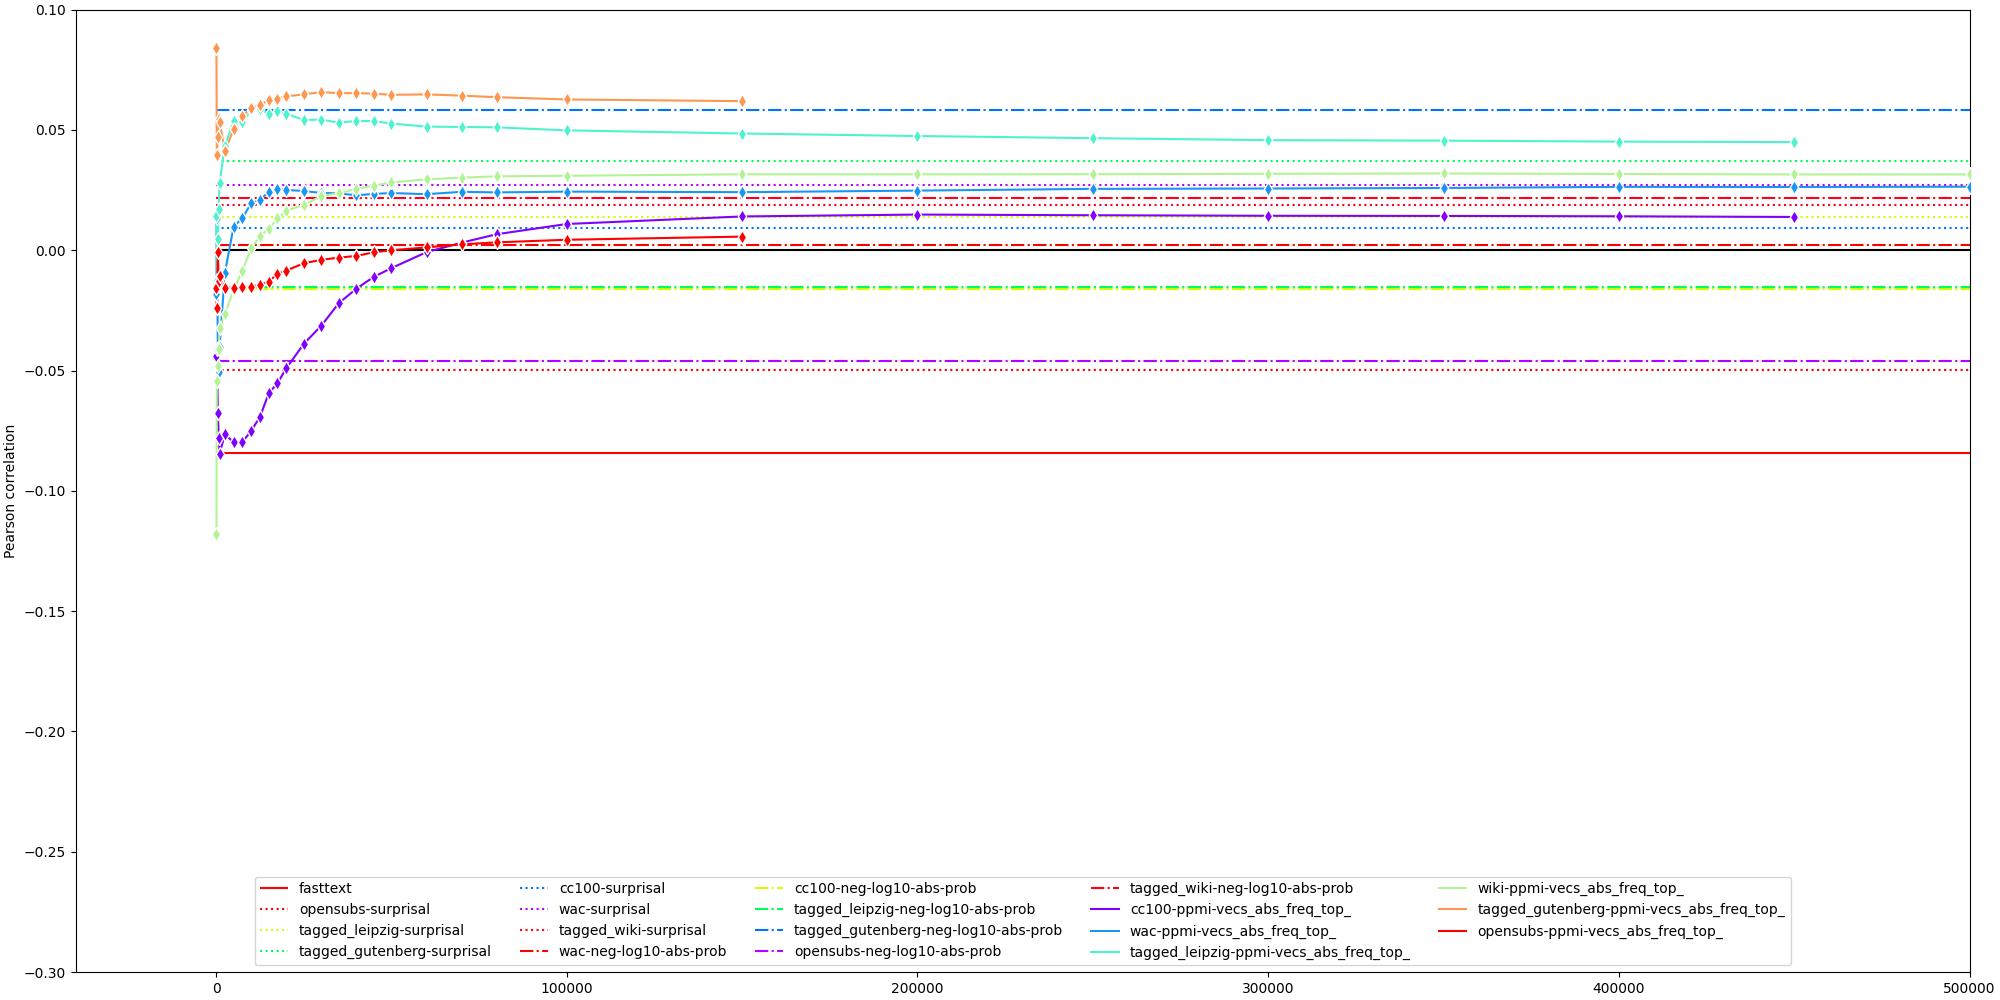 0.10
0.05
0.00
−0.05
−0.10
−0.15
−0.20
−0.25
−0.30
Pearson correlation
0 100000 200000 300000 400000 500000
fasttext
opensubs-surprisal
tagged_leipzig-surprisal
tagged_gutenberg-surprisal
cc100-surprisal
wac-surprisal
tagged_wiki-surprisal
wac-neg-log10-abs-prob
cc100-neg-log10-abs-prob
tagged_leipzig-neg-log10-abs-prob
tagged_gutenberg-neg-log10-abs-prob
opensubs-neg-log10-abs-prob
tagged_wiki-neg-log10-abs-prob
cc100-ppmi-vecs_abs_freq_top_
wac-ppmi-vecs_abs_freq_top_
tagged_leipzig-ppmi-vecs_abs_freq_top_
wiki-ppmi-vecs_abs_freq_top_
tagged_gutenberg-ppmi-vecs_abs_freq_top_
opensubs-ppmi-vecs_abs_freq_top_